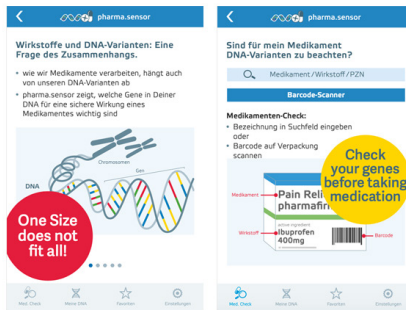 pharma.sensor
Wirkstoffe und DNA-Varianten: Eine
Frage des Zusammenhangs.
• wie wir Medikamente verarbeiten, hängt auch
von unseren DNA-Varianten ab
• pharma.sensor zeigt, welche Gene in Deiner
DNA für eine sichere Wirkung eines
Medikamentes wichtig sind
Chromosomen
Gen
DNA
One Size
does not
fit all!
Med. Check
Meine DNA
Favoriten
Einstellungen
pharma.sensor
Sind für mein Medikament
DNA-Varianten zu beachten?
Medikament/Wirkstoff/PZN
Barcode-Scanner
Medikamenten-Check:
• Bezeichnung in Suchfeld eingeben
oder
• Barcode auf Verpackung
scannen
Check
your genes
before taking
medication
Medikament
Pain Reli
pharmafir
active ingredient
Wirkstoff
Ibuprofen
400mg
Barcode
Med. Check
Meine DNA
Favoriten
Einstellungen